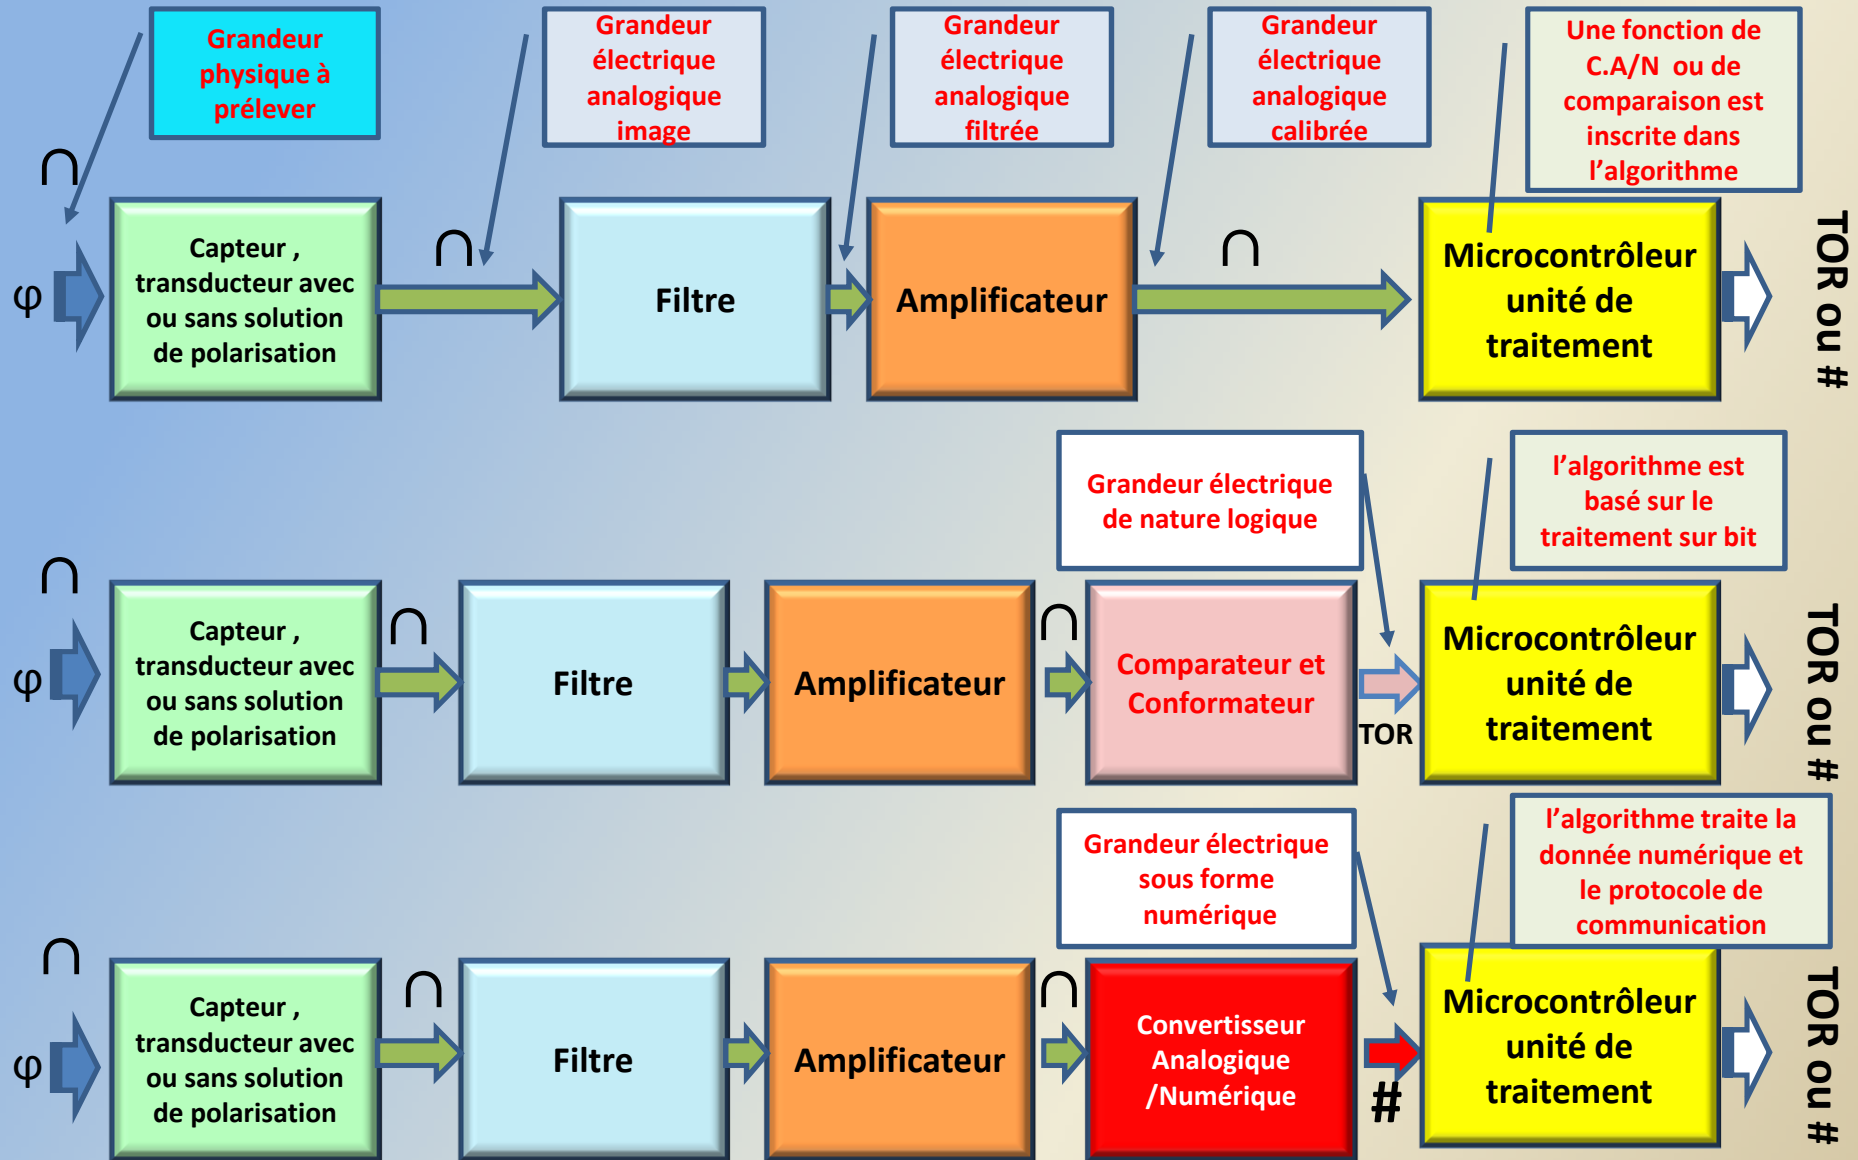 Grandeur
physique à
prélever
Grandeur
électrique
analogique
image
Grandeur
électrique
analogique
filtrée
Grandeur
électrique
analogique
calibrée
Une fonction de
C.A/N ou de
comparaison est
inscrite dans
l’algorithme
∩
φ
Capteur ,
transducteur avec
ou sans solution
de polarisation
∩
Filtre
Amplificateur
∩
Microcontrôleur
unité de
traitement
TOR ou #
Grandeur électrique
de nature logique
l’algorithme est
basé sur le
traitement sur bit
∩
φ
Capteur ,
transducteur avec
ou sans solution
de polarisation
∩
Filtre
Amplificateur
∩
Comparateur et
Conformateur
TOR
Microcontrôleur
unité de
traitement
TOR ou #
Grandeur électrique
sous forme
numérique
l’algorithme traite la
donnée numérique et
le protocole de
communication
∩
φ
Capteur ,
transducteur avec
ou sans solution
de polarisation
∩
Filtre
Amplificateur
∩
Convertisseur
Analogique
/Numérique
#
Microcontrôleur
unité de
traitement
TOR ou #